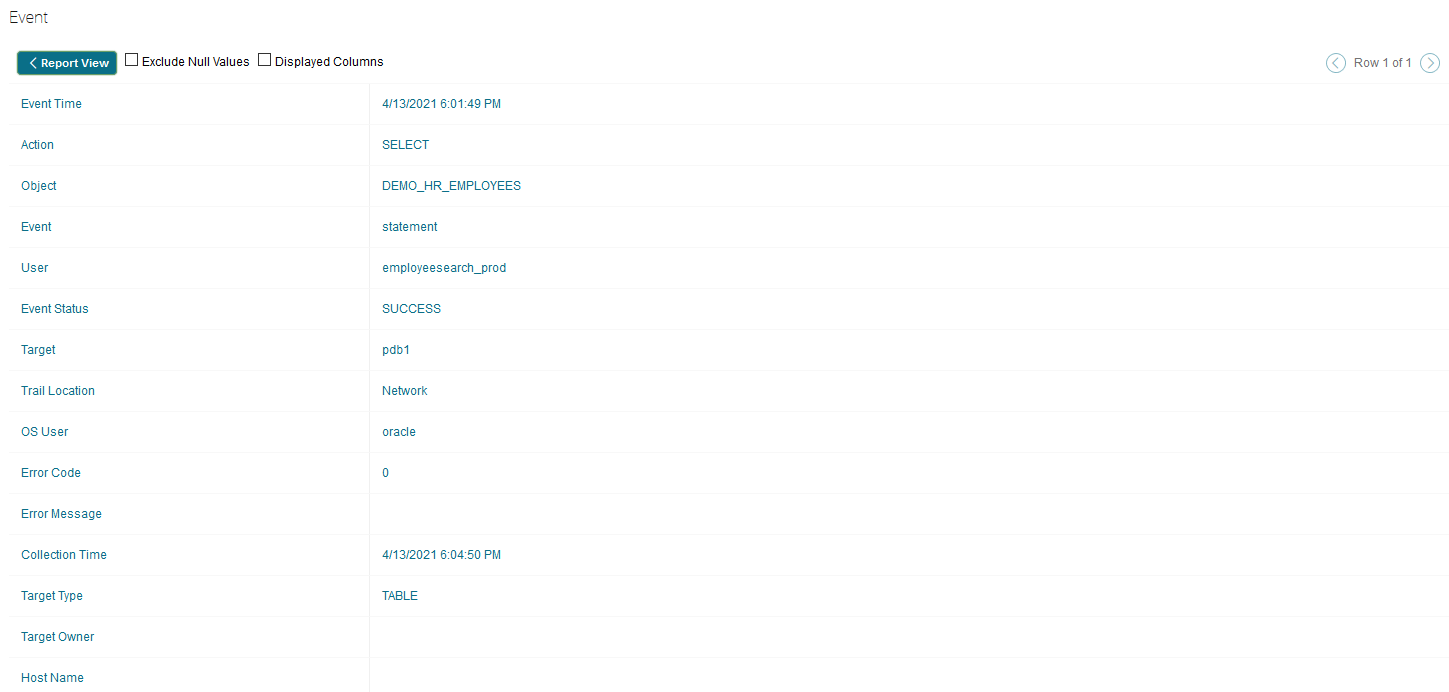 Event
Report View Exclude Null Values Displayed Columns Row 1 of 1
Event Time 4/13/2021 6:01:49 PM
Action SELECT
Object DEMO_HR_EMPLOYEES
Event statement
User employeesearch_prod
Event Status SUCCESS
Target pdb1
Trail Location Network
OS User oracle
Error Code 0
Error Message
Collection Time 4/13/2021 6:04:50 PM
Target Type TABLE
Target Owner
Host Name